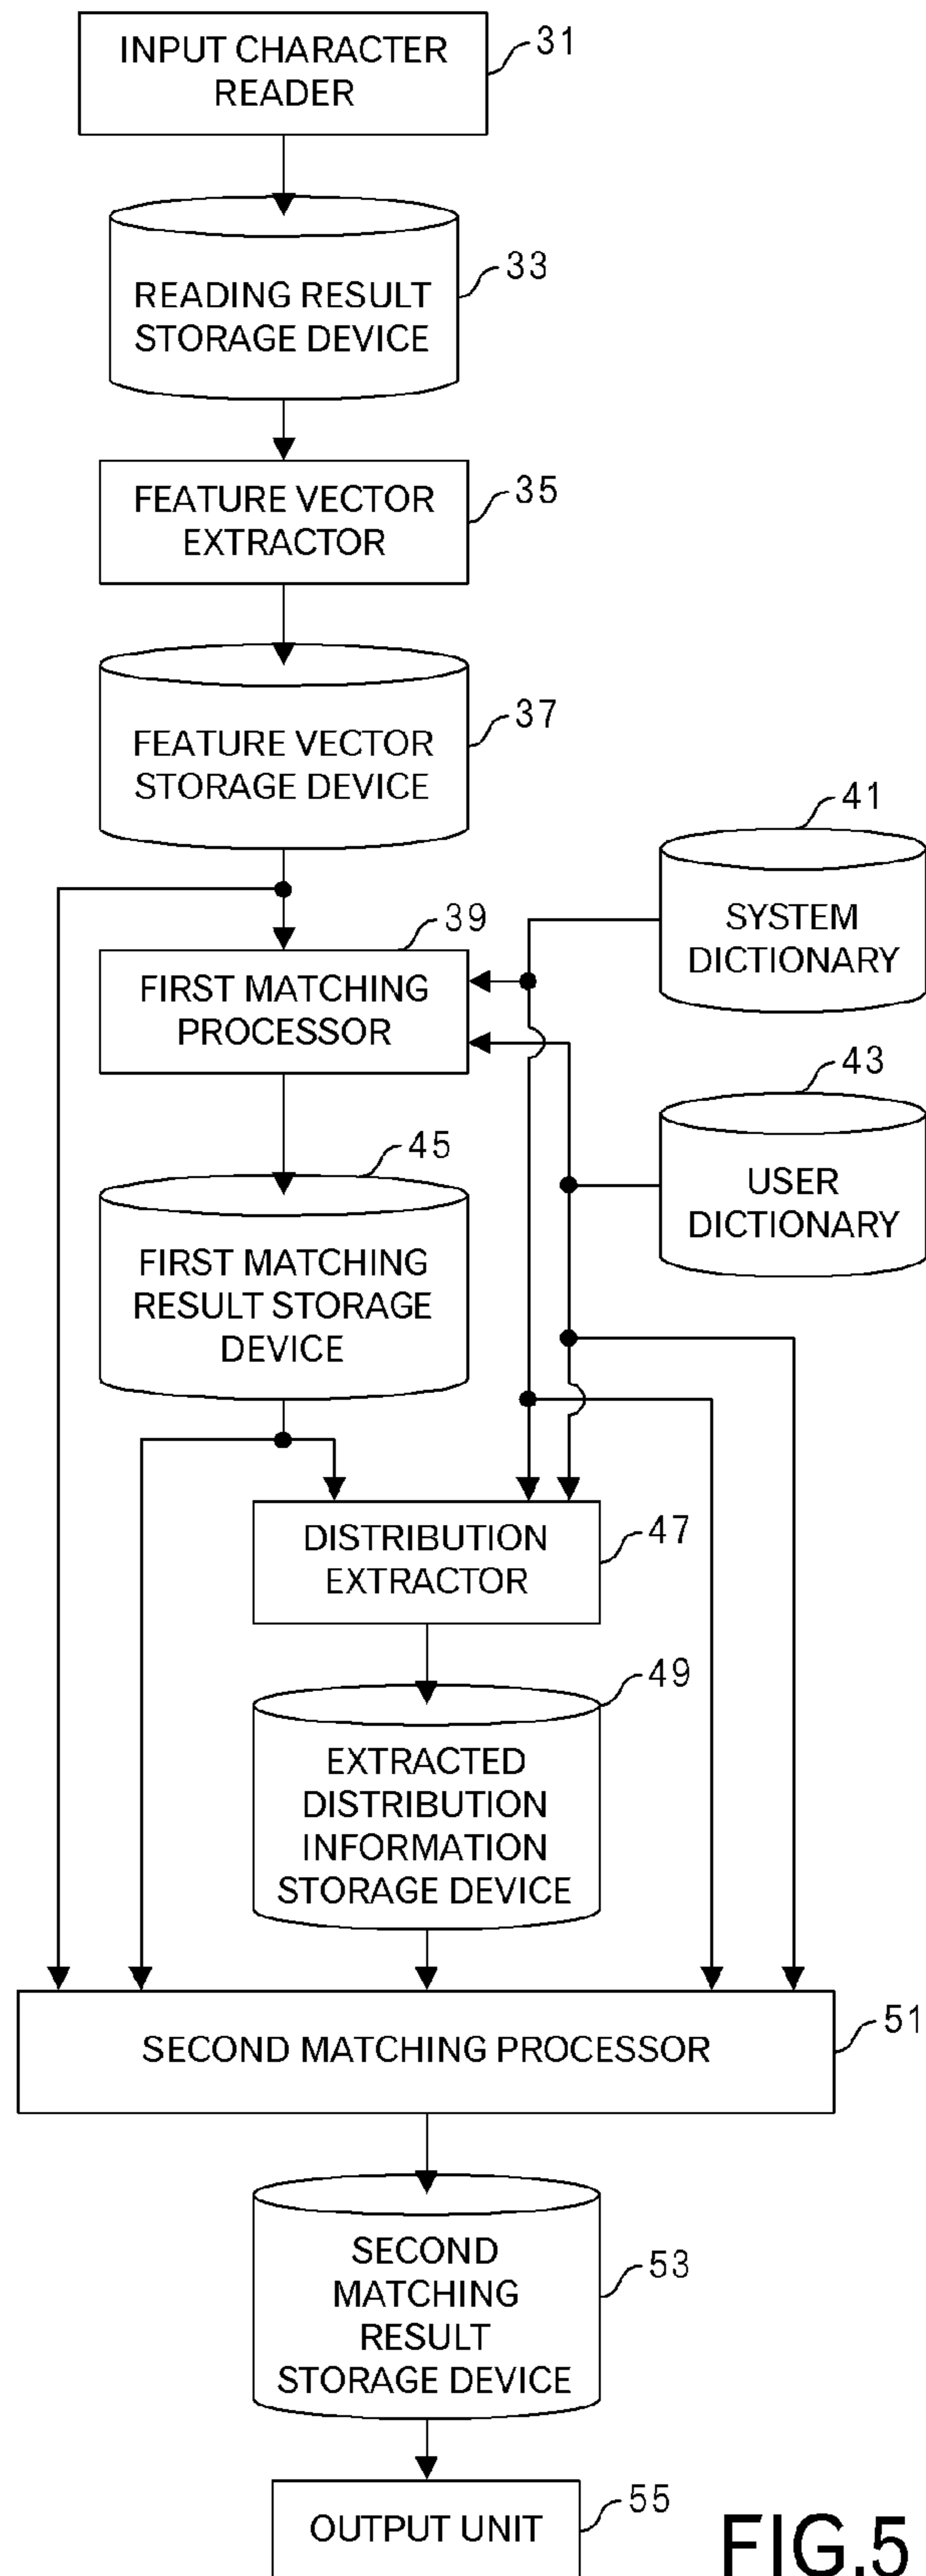 INPUT CHARACTER
READER
31
READING RESULT
STORAGE DEVICE
33
FEATURE VECTOR
EXTRACTOR
35
FEATURE VECTOR
STORAGE DEVICE
37
41
SYSTEM
DICTIONARY
39
FIRST MATCHING
PROCESSOR
43
USER
DICTIONARY
45
FIRST MATCHING
RESULT STORAGE
DEVICE
DISTRIBUTION
EXTRACTOR
47
49
EXTRACTED
DISTRIBUTION
INFORMATION
STORAGE DEVICE
SECOND MATCHING PROCESSOR
51
SECOND
MATCHING
RESULT
STORAGE DEVICE
53
OUTPUT UNIT
55
FIG.5